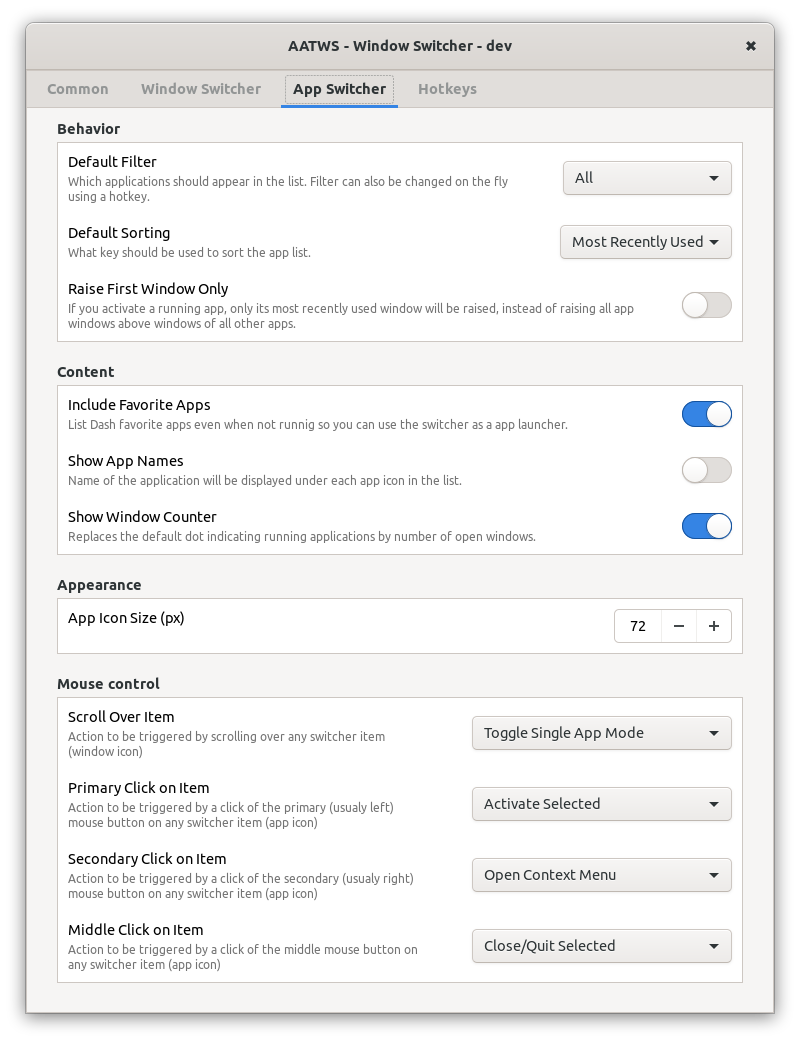 AATWS - Window Switcher - dev
Common Window Switcher App Switcher Hotkeys
Behavior
Default Filter
Which applications should appear in the list. Filter can also be changed on the fly
using a hotkey.
All
Default Sorting
What key should be used to sort the app list.
Most Recently Used
Raise First Window Only
If you activate a running app, only its most recently used window will be raised, instead of raising all app
windows above windows of all other apps.
Content
Include Favorite Apps
List Dash favorite apps even when not runnig so you can use the switcher as a app launcher.
Show App Names
Name of the application will be displayed under each app icon in the list.
Show Window Counter
Replaces the default dot indicating running applications by number of open windows.
Appearance
App Icon Size (px)
72 − +
Mouse control
Scroll Over Item
Action to be triggered by scrolling over any switcher item
(window icon)
Toggle Single App Mode
Primary Click on Item
Action to be triggered by a click of the primary (usualy left)
mouse button on any switcher item (app icon)
Activate Selected
Secondary Click on Item
Action to be triggered by a click of the secondary (usualy right)
mouse button on any switcher item (app icon)
Open Context Menu
Middle Click on Item
Action to be triggered by a click of the middle mouse button on
any switcher item (app icon)
Close/Quit Selected